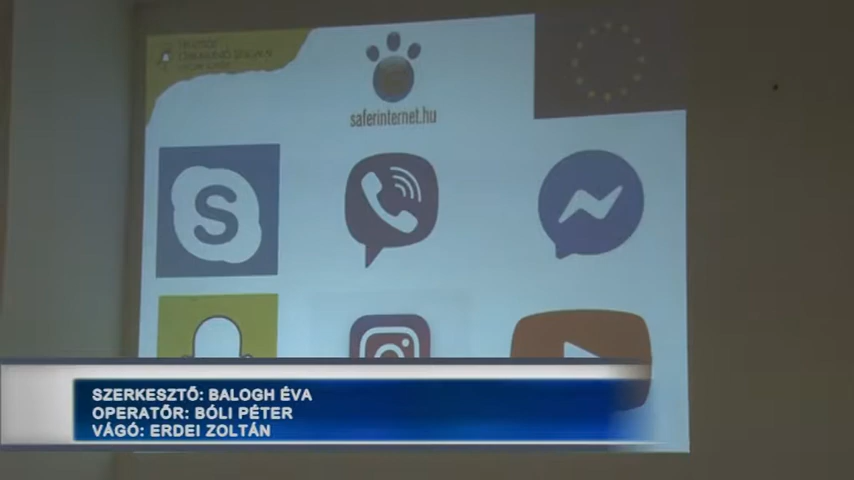 saferinternet.hu
S
SZERKESZTŐ: BALOGH ÉVA
OPERATŐR: BÓLI PÉTER
VÁGÓ: ERDEI ZOLTÁN